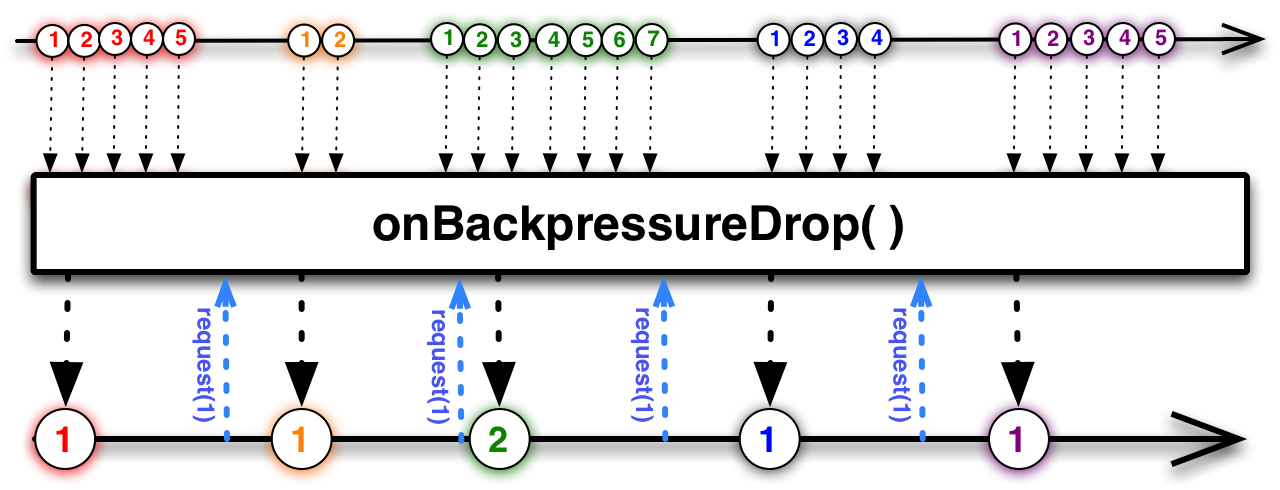 1 2 3 4 5 1 2 1 2 3 4 5 6 7 1 2 3 4 1 2 3 4 5
onBackpressureDrop( )
request(1) request(1) request(1) request(1)
1 1 2 1 1